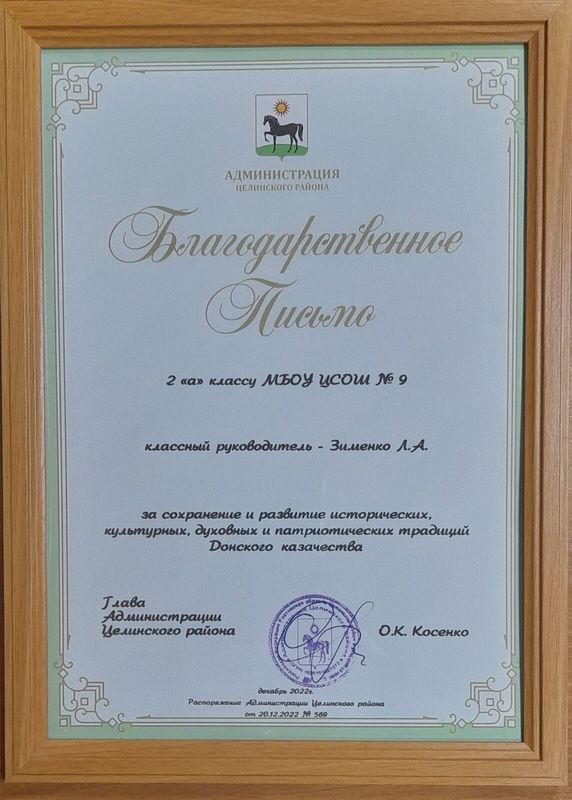 АДМИНИСТРАЦИЯ
ЦЕЛИНСКОГО РАЙОНА
Благодарственное
Письмо
2 «а» классу МБОУ ЦСОШ № 9
классный руководитель - Зименко Л.А.
за сохранение и развитие исторических,
культурных, духовных и патриотических традиций
Донского казачества
Глава
Администрации
Целинского района
О.К. Косенко
декабрь 2022г.
Распоряжение Администрации Целинского района
от 20.12.2022 № 569